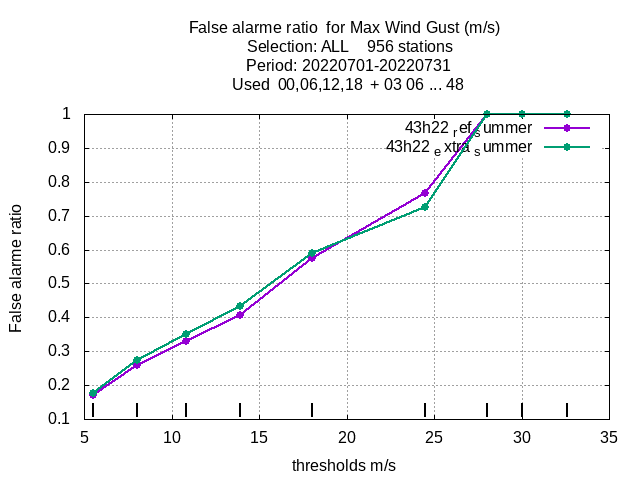 False alarme ratio  for Max Wind Gust (m/s)
Selection: ALL    956 stations
Period: 20220701-20220731
Used  00,06,12,18  + 03 06 ... 48
43h22 ref summer
43h22 extra summer
1
0.9
0.8
0.7
0.6
0.5
0.4
0.3
0.2
0.1
False alarme ratio
5 10 15 20 25 30 35
thresholds m/s